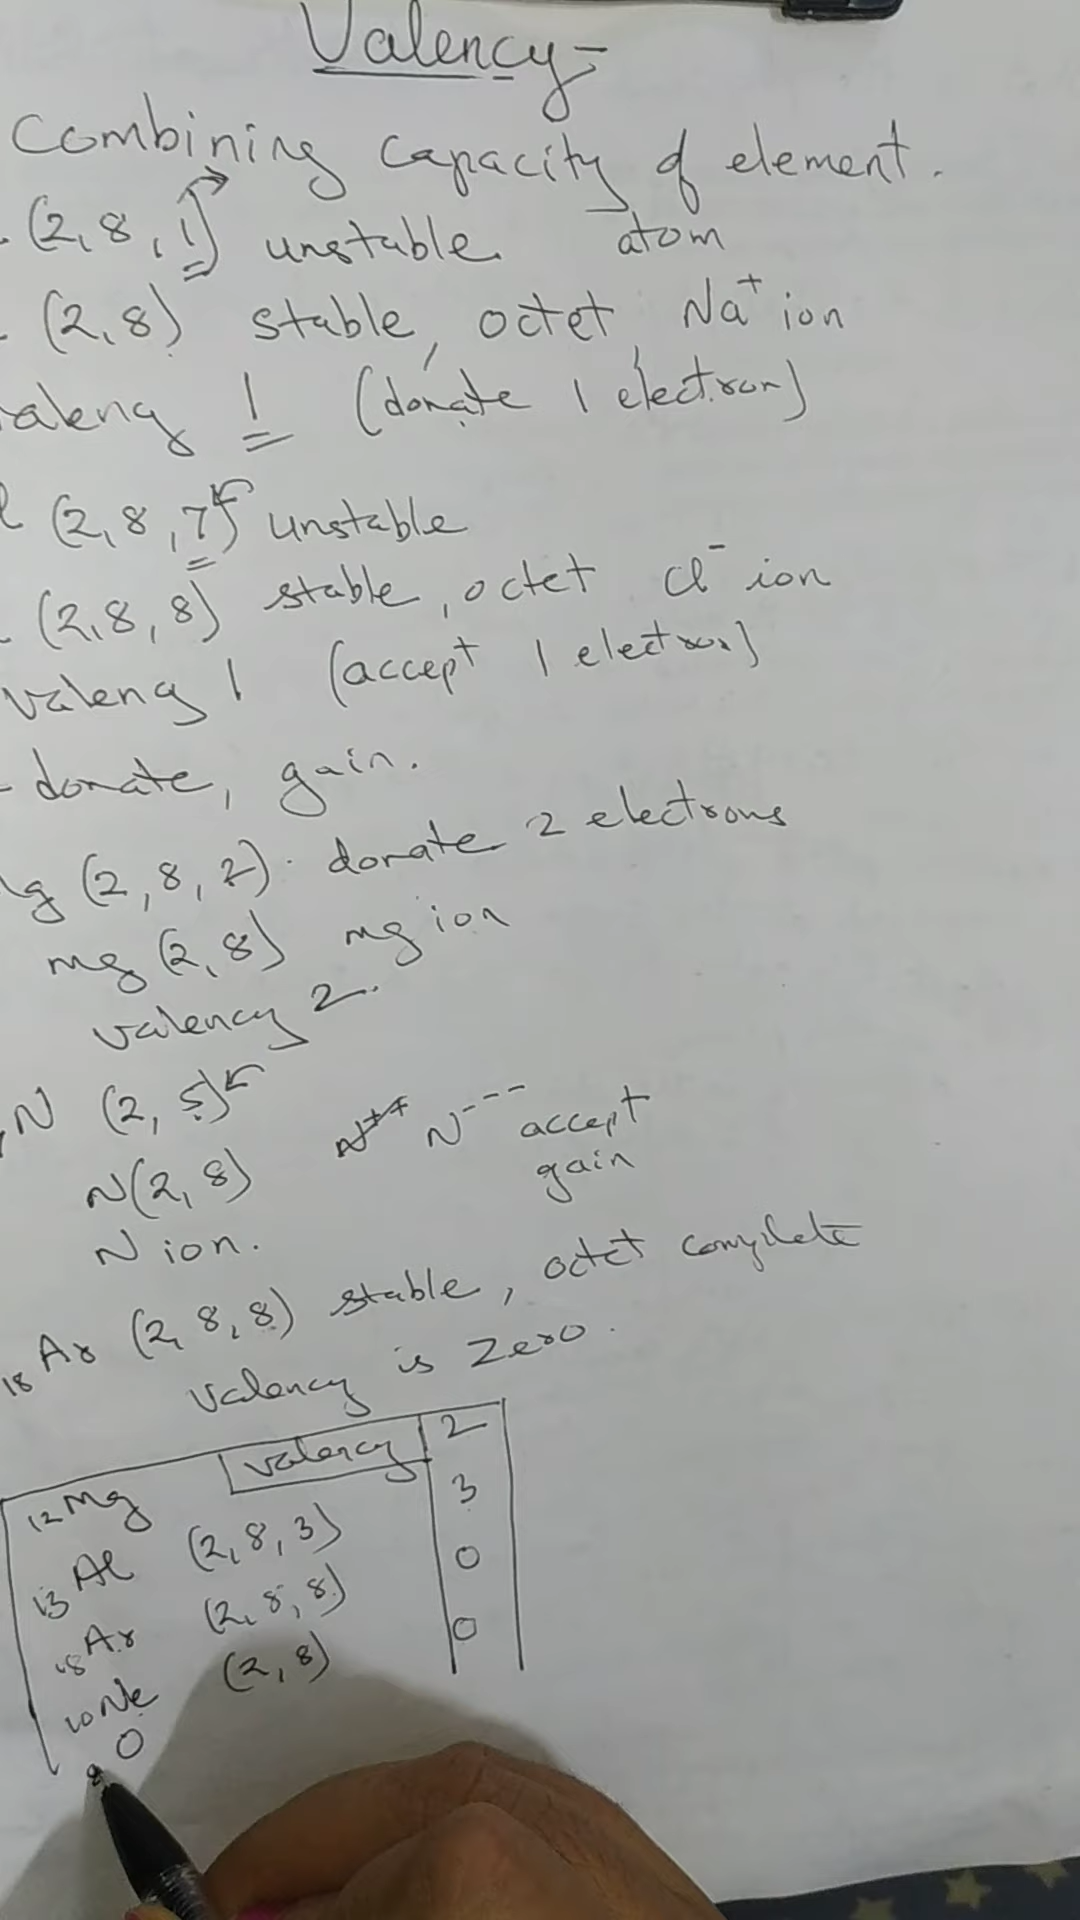 Valency-
Combining capacity of element.
(2,8,1) unstable atom
(2,8) stable, octet, Na+ ion
valeng 1 (donate 1 electron)
(2,8,7) unstable
(2,8,8) stable, octet Cl- ion
valeng 1 (accept 1 electron)
- donate, gain.
(2,8,2). donate 2 electrons
mg (2,8) mg ion
valency 2.
N (2,5) N--- accept
gain
N(2,8)
N ion.
18 Ar (2,8,8) stable, octet complete
valency is Zero.
valency
12 Mg 2
13 Al (2,8,3) 3
18 Ar (2,8,8) 0
10 Ne (2,8) 0
8 O